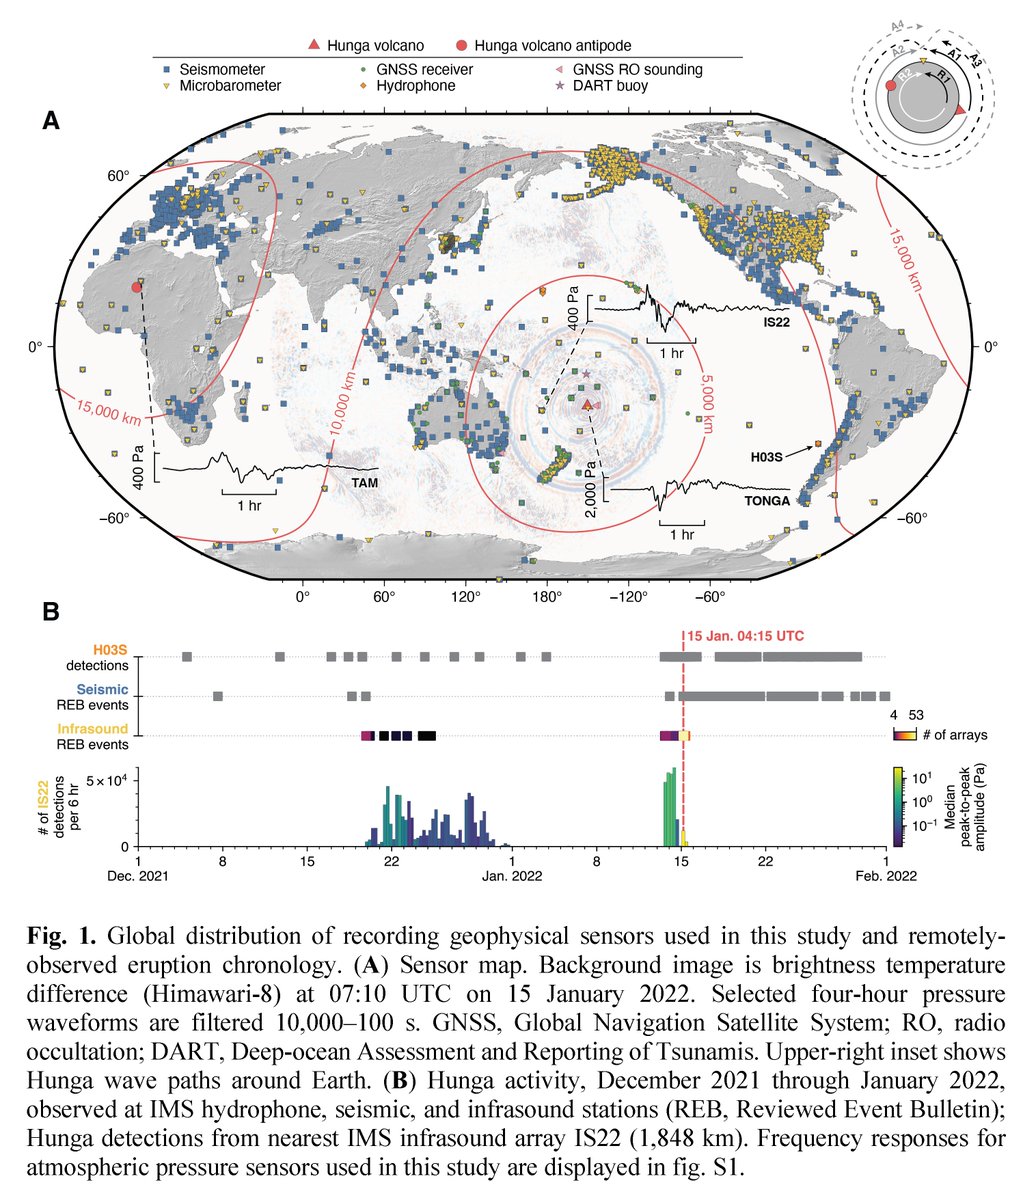 Hunga volcano Hunga volcano antipode
Seismometer GNSS receiver GNSS RO sounding
Microbarometer Hydrophone DART buoy
A4
A2 A1 A3
R2 R1
A
60° 15,000 km
400 Pa IS22
1 hr
0° 0°
15,000 km 10,000 km 5,000 km
H03S
400 Pa TAM 2,000 Pa TONGA
1 hr 1 hr
−60° −60°
0° 60° 120° 180° −120° −60°
B
15 Jan. 04:15 UTC
H03S
detections
Seismic
REB events
4 53
Infrasound
REB events
# of arrays
# of IS22
detections
per 6 hr
5 × 10⁴
0
10¹
10⁰
10⁻¹
Median
peak-to-peak
amplitude (Pa)
1 8 15 22 1 8 15 22 1
Dec. 2021 Jan. 2022 Feb. 2022
Fig. 1. Global distribution of recording geophysical sensors used in this study and remotely-
observed eruption chronology. (A) Sensor map. Background image is brightness temperature
difference (Himawari-8) at 07:10 UTC on 15 January 2022. Selected four-hour pressure
waveforms are filtered 10,000–100 s. GNSS, Global Navigation Satellite System; RO, radio
occultation; DART, Deep-ocean Assessment and Reporting of Tsunamis. Upper-right inset shows
Hunga wave paths around Earth. (B) Hunga activity, December 2021 through January 2022,
observed at IMS hydrophone, seismic, and infrasound stations (REB, Reviewed Event Bulletin);
Hunga detections from nearest IMS infrasound array IS22 (1,848 km). Frequency responses for
atmospheric pressure sensors used in this study are displayed in fig. S1.